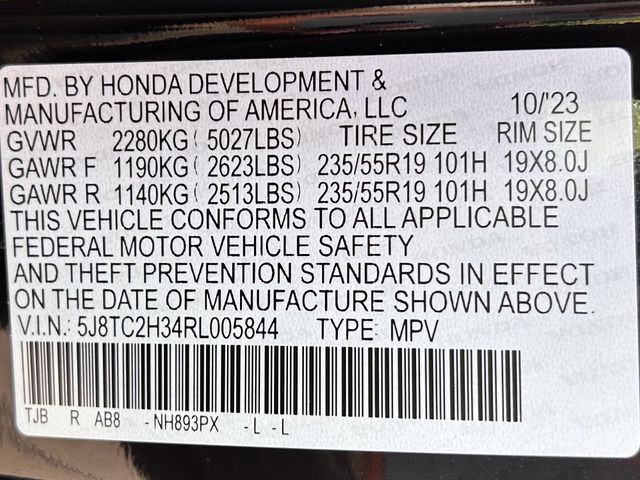 MFD. BY HONDA DEVELOPMENT &
MANUFACTURING OF AMERICA, LLC 10/'23
GVWR 2280KG ( 5027LBS) TIRE SIZE RIM SIZE
GAWR F 1190KG ( 2623LBS) 235/55R19 101H 19X8.0J
GAWR R 1140KG ( 2513LBS) 235/55R19 101H 19X8.0J
THIS VEHICLE CONFORMS TO ALL APPLICABLE
FEDERAL MOTOR VEHICLE SAFETY
AND THEFT PREVENTION STANDARDS IN EFFECT
ON THE DATE OF MANUFACTURE SHOWN ABOVE.
V.I.N.: 5J8TC2H34RL005844 TYPE: MPV
TJB R AB8 -NH893PX -L -L